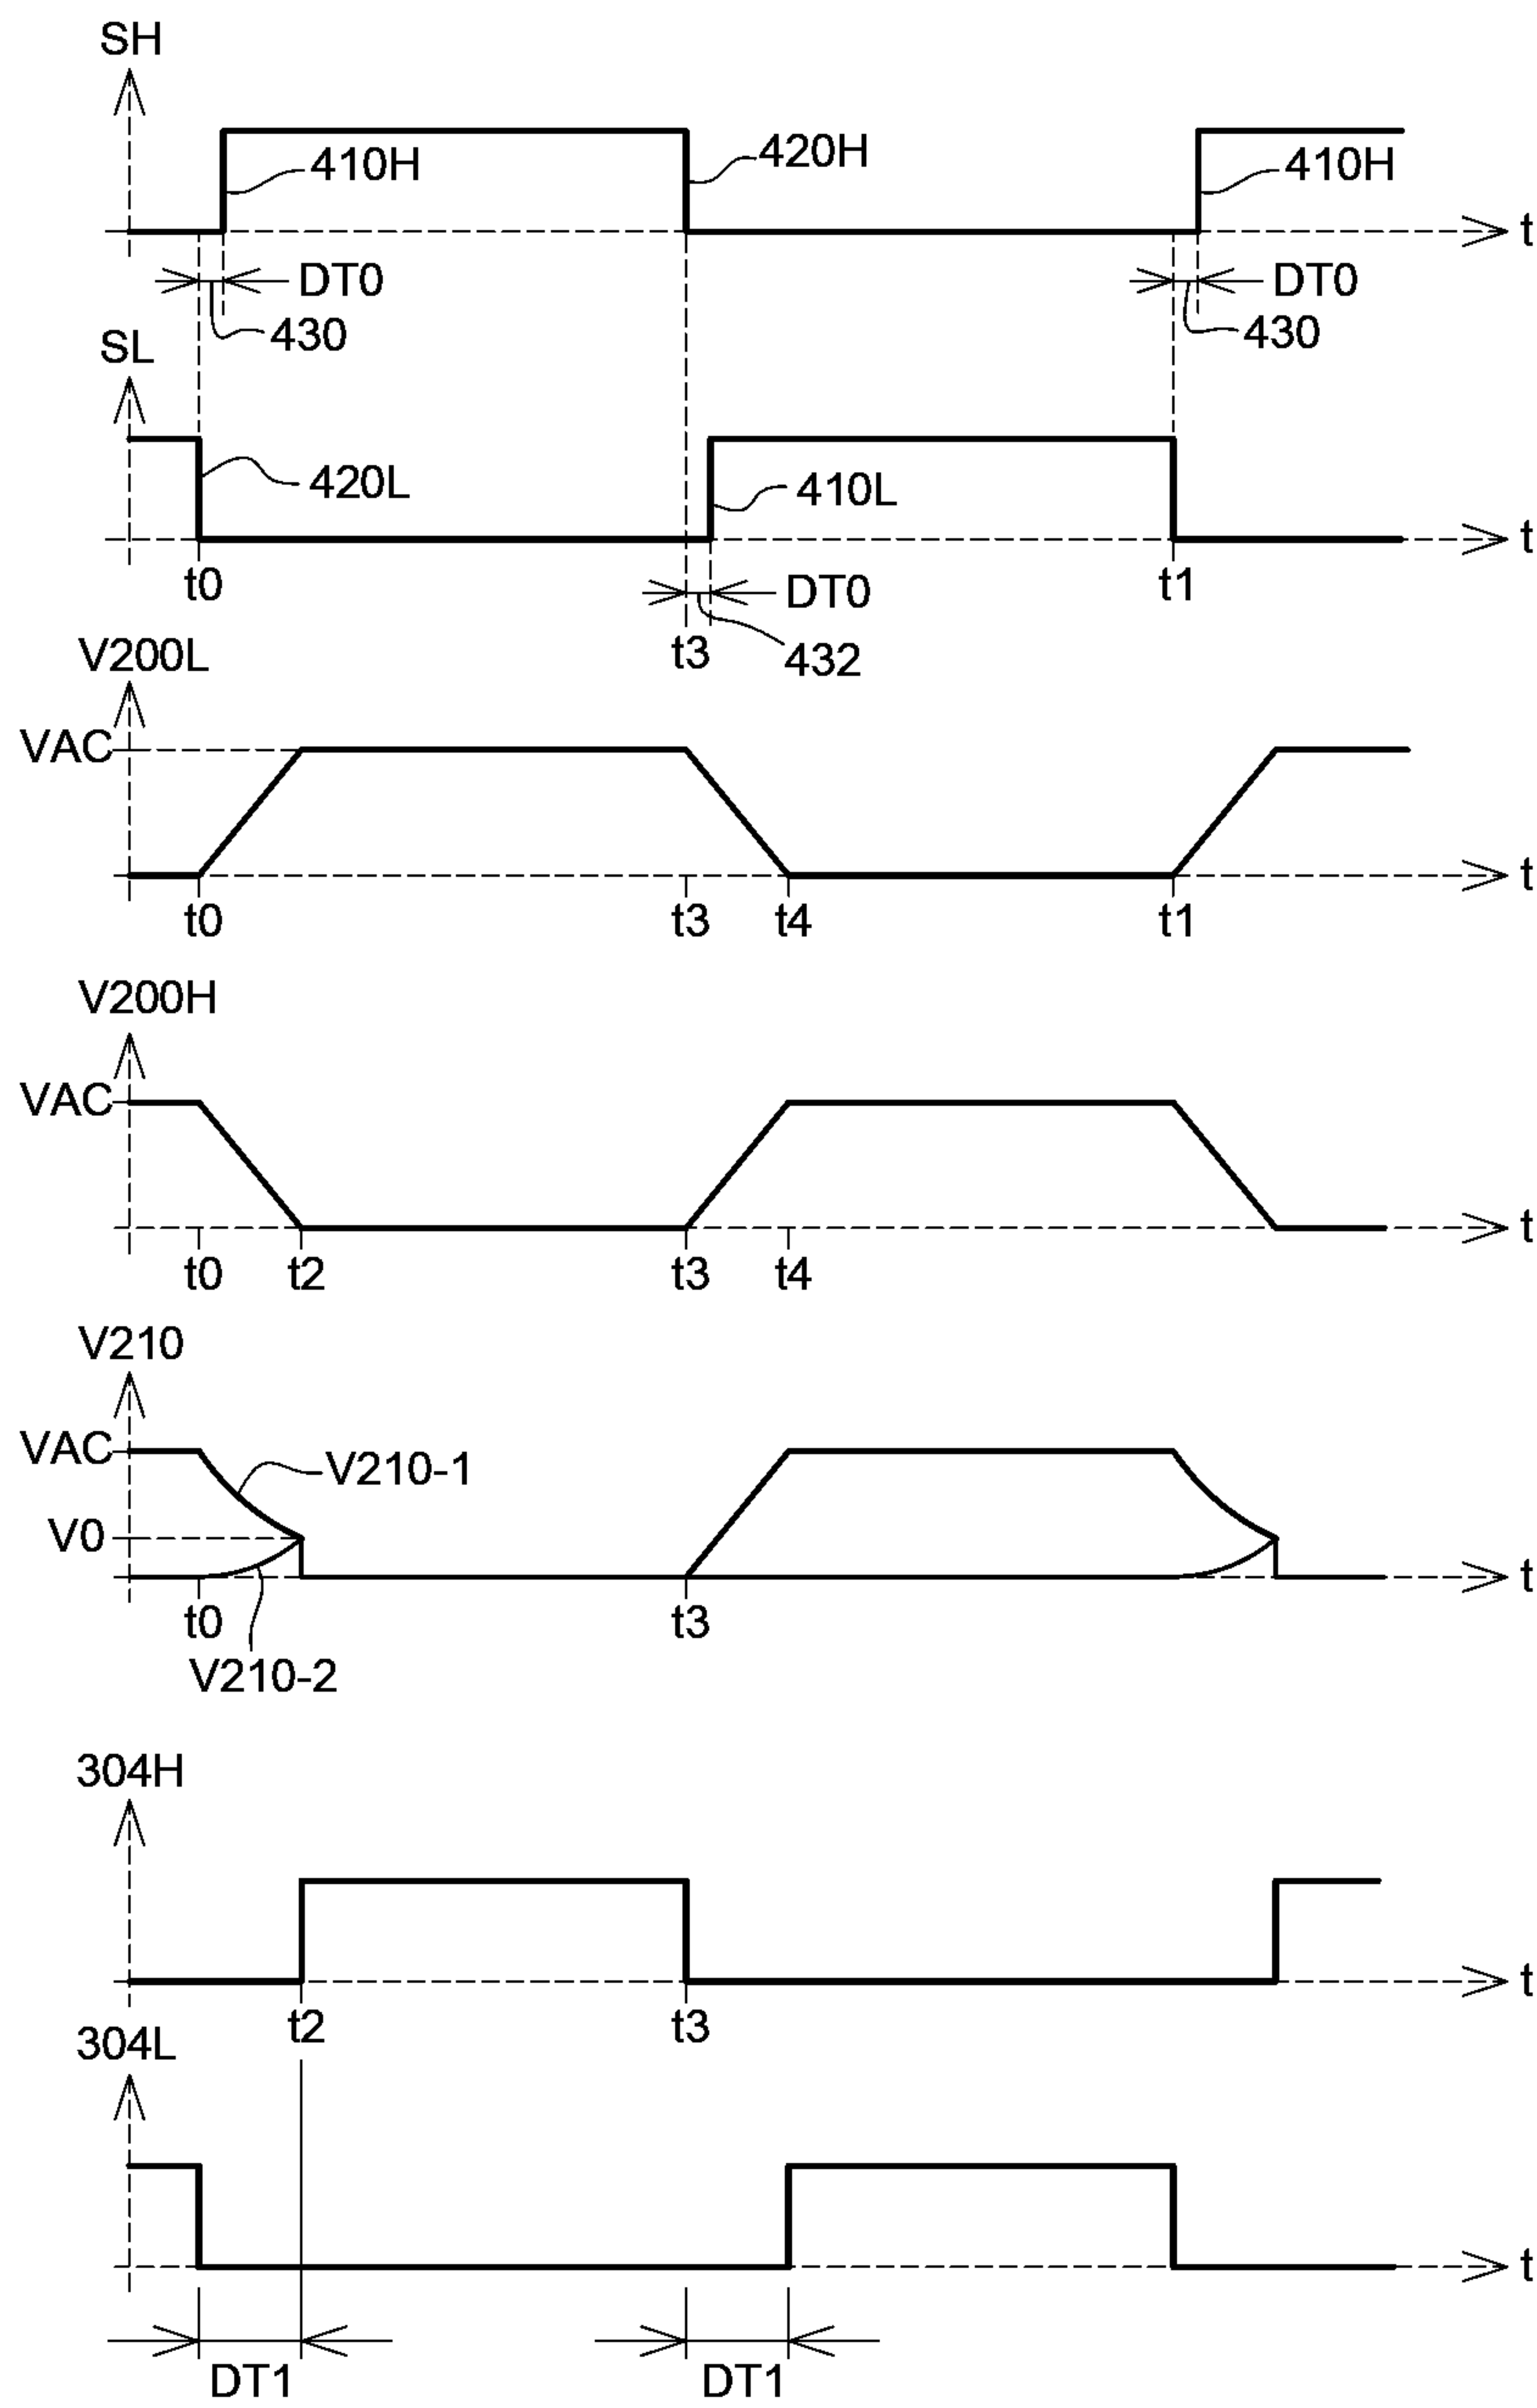 SH
410H
420H
410H
t
DT0
DT0
430
430
SL
420L
410L
t
t0
DT0
t1
t3
432
V200L
VAC
t
t0
t3
t4
t1
V200H
VAC
t
t0
t2
t3
t4
V210
VAC
V210-1
V0
t
t0
t3
V210-2
304H
t
t2
t3
304L
t
DT1
DT1